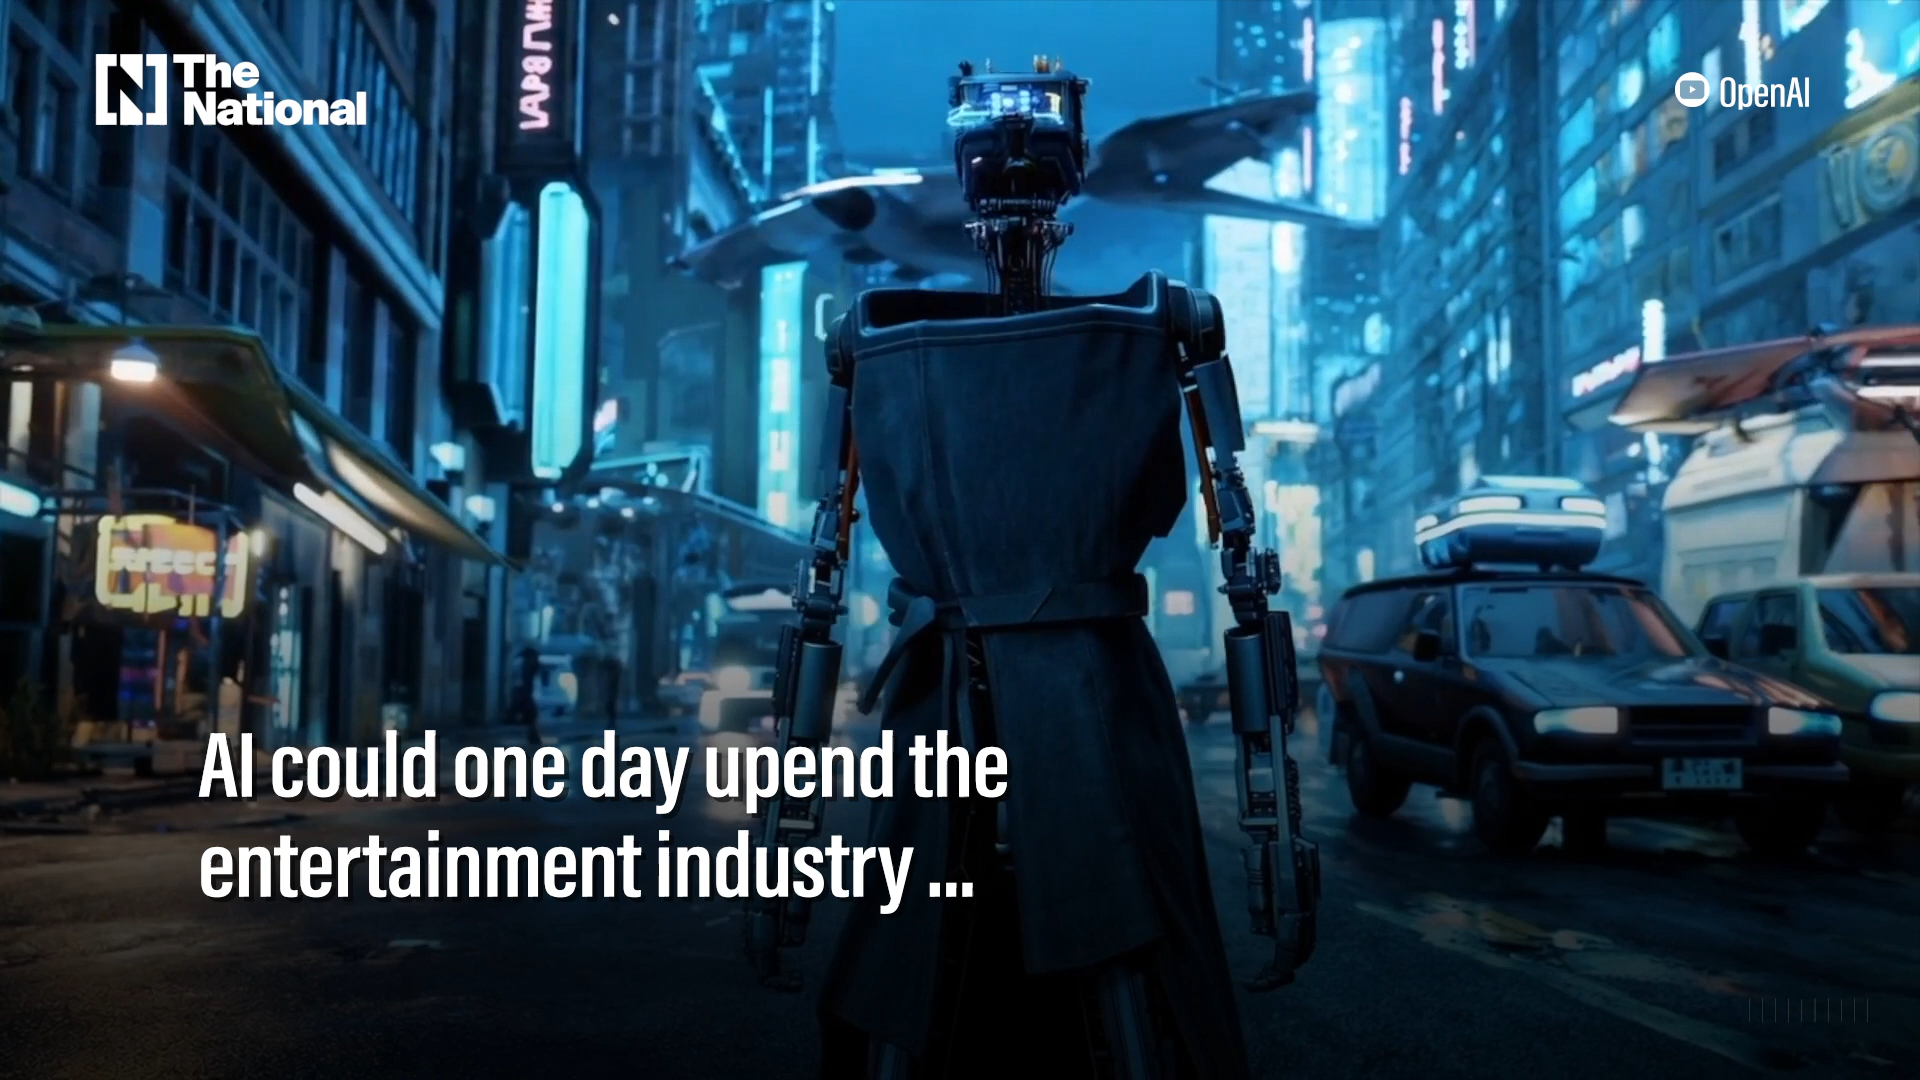 The
National
OpenAI
AI could one day upend the
entertainment industry ...